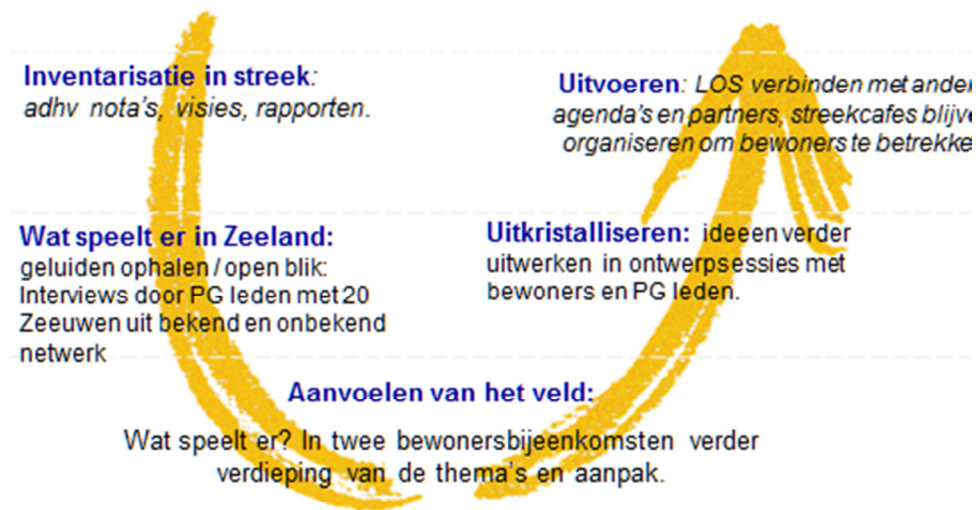 Inventarisatie in streek:
adhv nota's, visies, rapporten.
Wat speelt er in Zeeland:
geluiden ophalen / open blik:
Interviews door PG leden met 20
Zeeuwen uit bekend en onbekend
netwerk
Aanvoelen van het veld:
Wat speelt er? In twee bewonersbijeenkomsten verder
verdieping van de thema's en aanpak.
Uitkristalliseren: ideeen verder
uitwerken in ontwerpsessies met
bewoners en PG leden.
Uitvoeren: LOS verbinden met ander
agenda's en partners, streekcafes blijve
organiseren om bewoners te betrekke